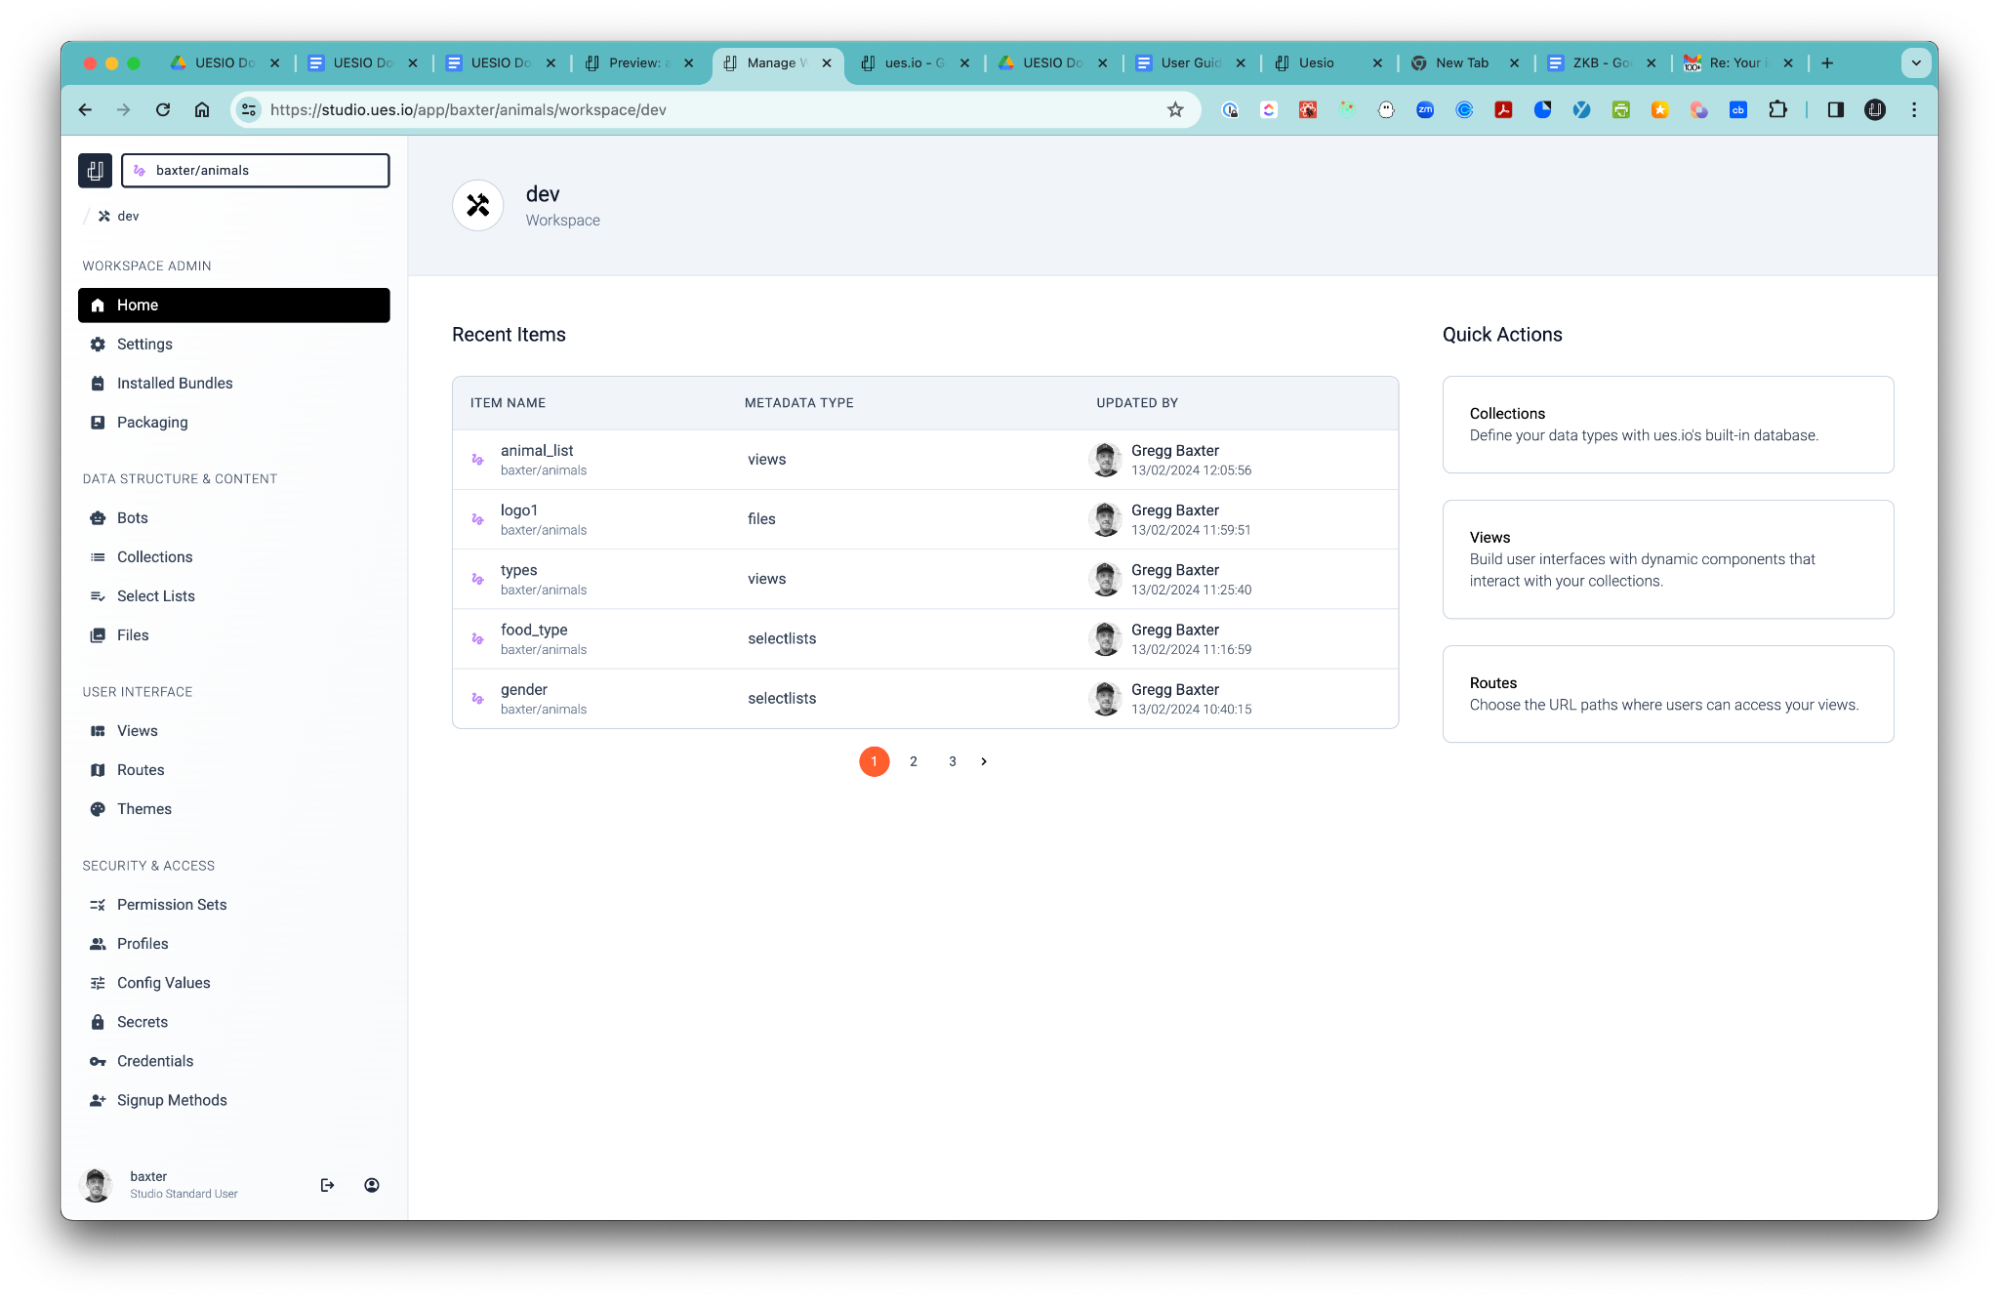 UESIO Do
UESIO Do
UESIO Do
Preview: a
Manage W
ues.io - G
UESIO Do
User Guid
Uesio
New Tab
ZKB - Goo
Re: Your i
https://studio.ues.io/app/baxter/animals/workspace/dev
zm
cb
baxter/animals
/ dev
WORKSPACE ADMIN
Home
Settings
Installed Bundles
Packaging
DATA STRUCTURE & CONTENT
Bots
Collections
Select Lists
Files
USER INTERFACE
Views
Routes
Themes
SECURITY & ACCESS
Permission Sets
Profiles
Config Values
Secrets
Credentials
Signup Methods
baxter
Studio Standard User
dev
Workspace
Recent Items
ITEM NAME METADATA TYPE UPDATED BY
animal_list
baxter/animals
views
Gregg Baxter
13/02/2024 12:05:56
logo1
baxter/animals
files
Gregg Baxter
13/02/2024 11:59:51
types
baxter/animals
views
Gregg Baxter
13/02/2024 11:25:40
food_type
baxter/animals
selectlists
Gregg Baxter
13/02/2024 11:16:59
gender
baxter/animals
selectlists
Gregg Baxter
13/02/2024 10:40:15
1 2 3
Quick Actions
Collections
Define your data types with ues.io's built-in database.
Views
Build user interfaces with dynamic components that
interact with your collections.
Routes
Choose the URL paths where users can access your views.